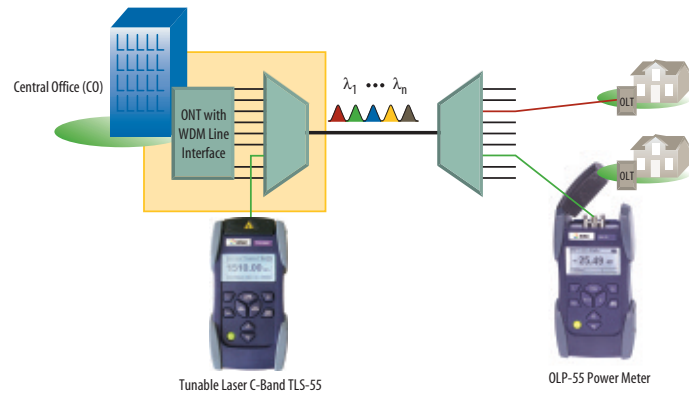 Central Office (CO)
ONT with
WDM Line
Interface
λ1 ••• λn
OLT
OLT
1510.00
-25.49
Tunable Laser C-Band TLS-55
OLP-55 Power Meter